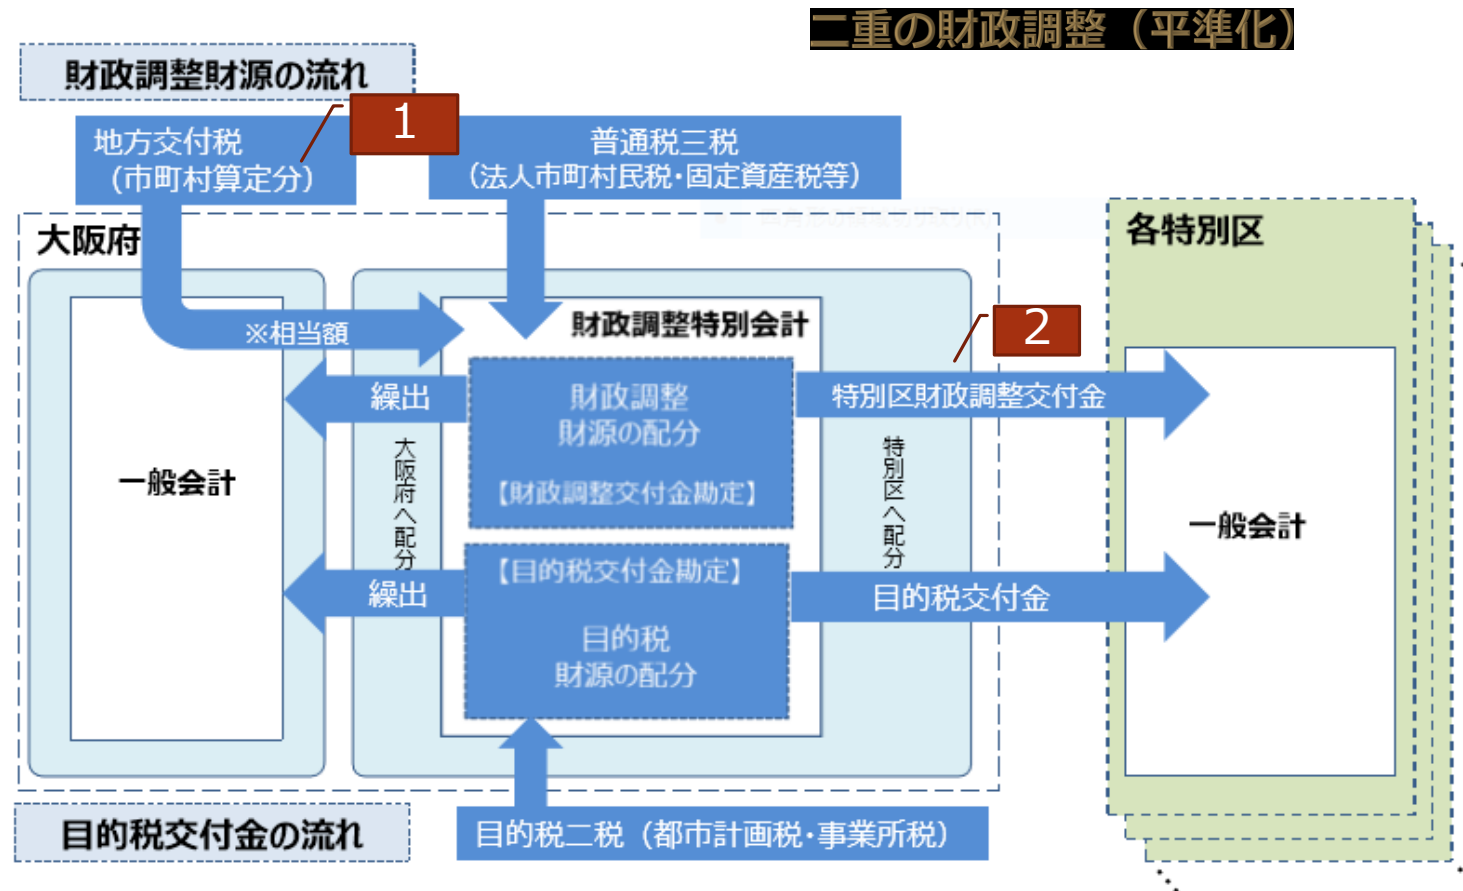 二重の財政調整（平準化）
財政調整財源の流れ
1
地方交付税
（市町村算定分）
普通税三税
（法人市町村民税・固定資産税等）
大阪府
各特別区
※相当額
財政調整特別会計
2
繰出
財政調整
財源の配分
特別区財政調整交付金
大阪府へ配分
特別区へ配分
【財政調整交付金勘定】
一般会計
一般会計
【目的税交付金勘定】
繰出
目的税交付金
目的税
財源の配分
目的税交付金の流れ
目的税二税（都市計画税・事業所税）